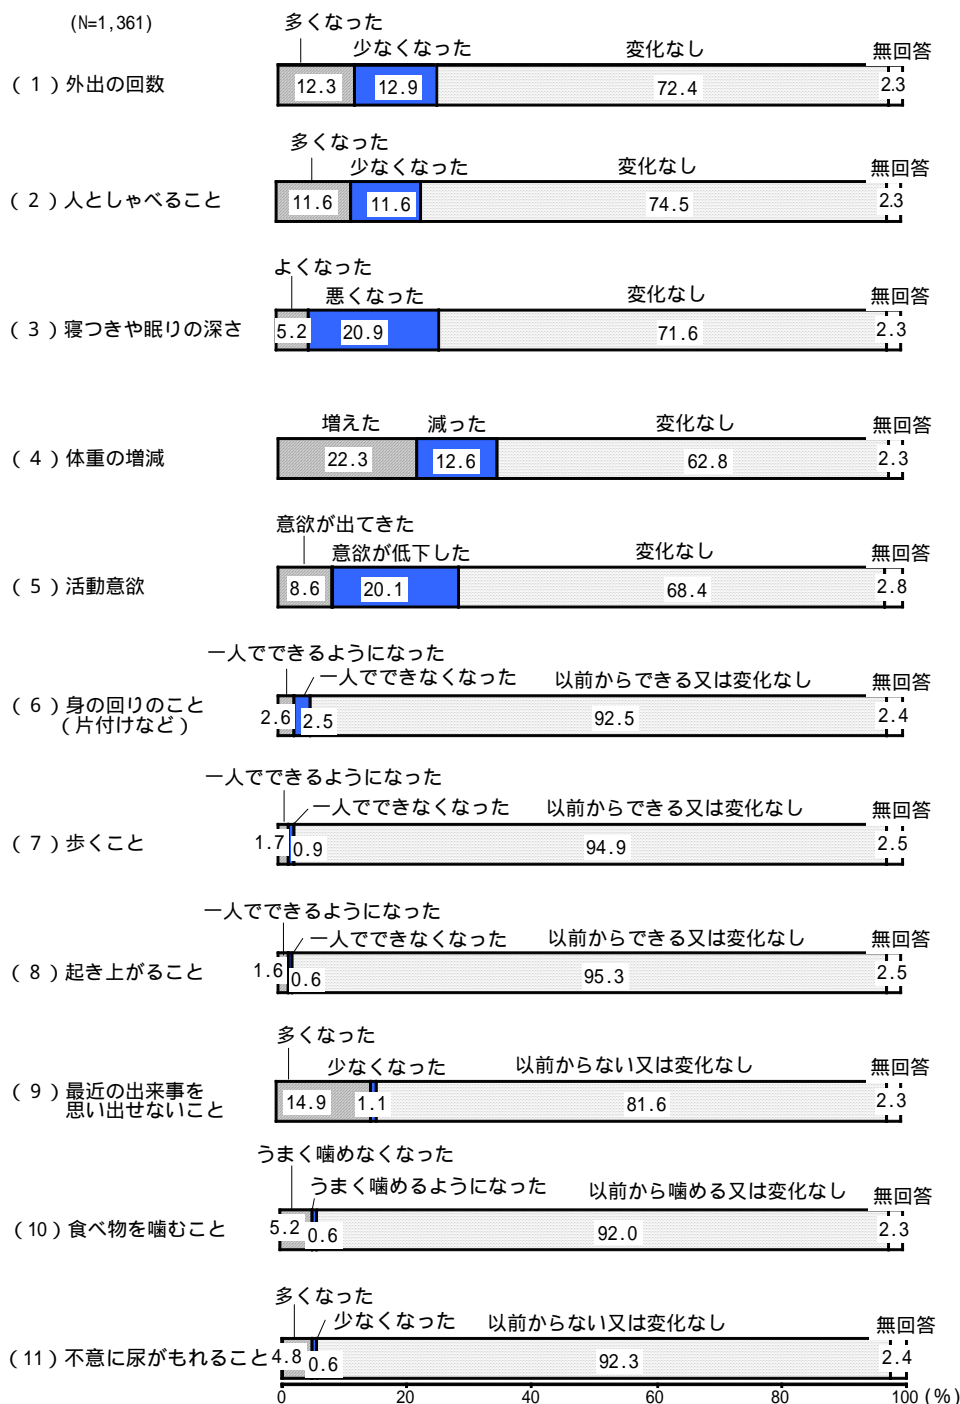 (N=1,361)
多くなった
少なくなった 変化なし 無回答
(1)外出の回数 12.3 12.9 72.4 2.3
多くなった
少なくなった 変化なし 無回答
(2)人としゃべること 11.6 11.6 74.5 2.3
よくなった
悪くなった 変化なし 無回答
(3)寝つきや眠りの深さ 5.2 20.9 71.6 2.3
増えた 減った 変化なし 無回答
(4)体重の増減 22.3 12.6 62.8 2.3
意欲が出てきた
意欲が低下した 変化なし 無回答
(5)活動意欲 8.6 20.1 68.4 2.8
一人でできるようになった
一人でできなくなった 以前からできる又は変化なし 無回答
(6)身の回りのこと 2.6 2.5 92.5 2.4
(片付けなど)
一人でできるようになった
一人でできなくなった 以前からできる又は変化なし 無回答
(7)歩くこと 1.7 0.9 94.9 2.5
一人でできるようになった
一人でできなくなった 以前からできる又は変化なし 無回答
(8)起き上がること 1.6 0.6 95.3 2.5
多くなった
少なくなった 以前からない又は変化なし 無回答
(9)最近の出来事を 14.9 1.1 81.6 2.3
思い出せないこと
うまく噛めなくなった
うまく噛めるようになった 以前から噛める又は変化なし 無回答
(10)食べ物を噛むこと 5.2 0.6 92.0 2.3
多くなった
少なくなった 以前からない又は変化なし 無回答
(11)不意に尿がもれること 4.8 0.6 92.3 2.4
0 20 40 60 80 100 (%)